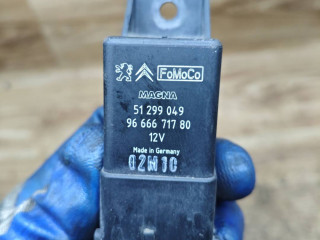 FoMoCo
MAGNA
51 299 049
96 666 717 80
12V
Made in Germany
02M10